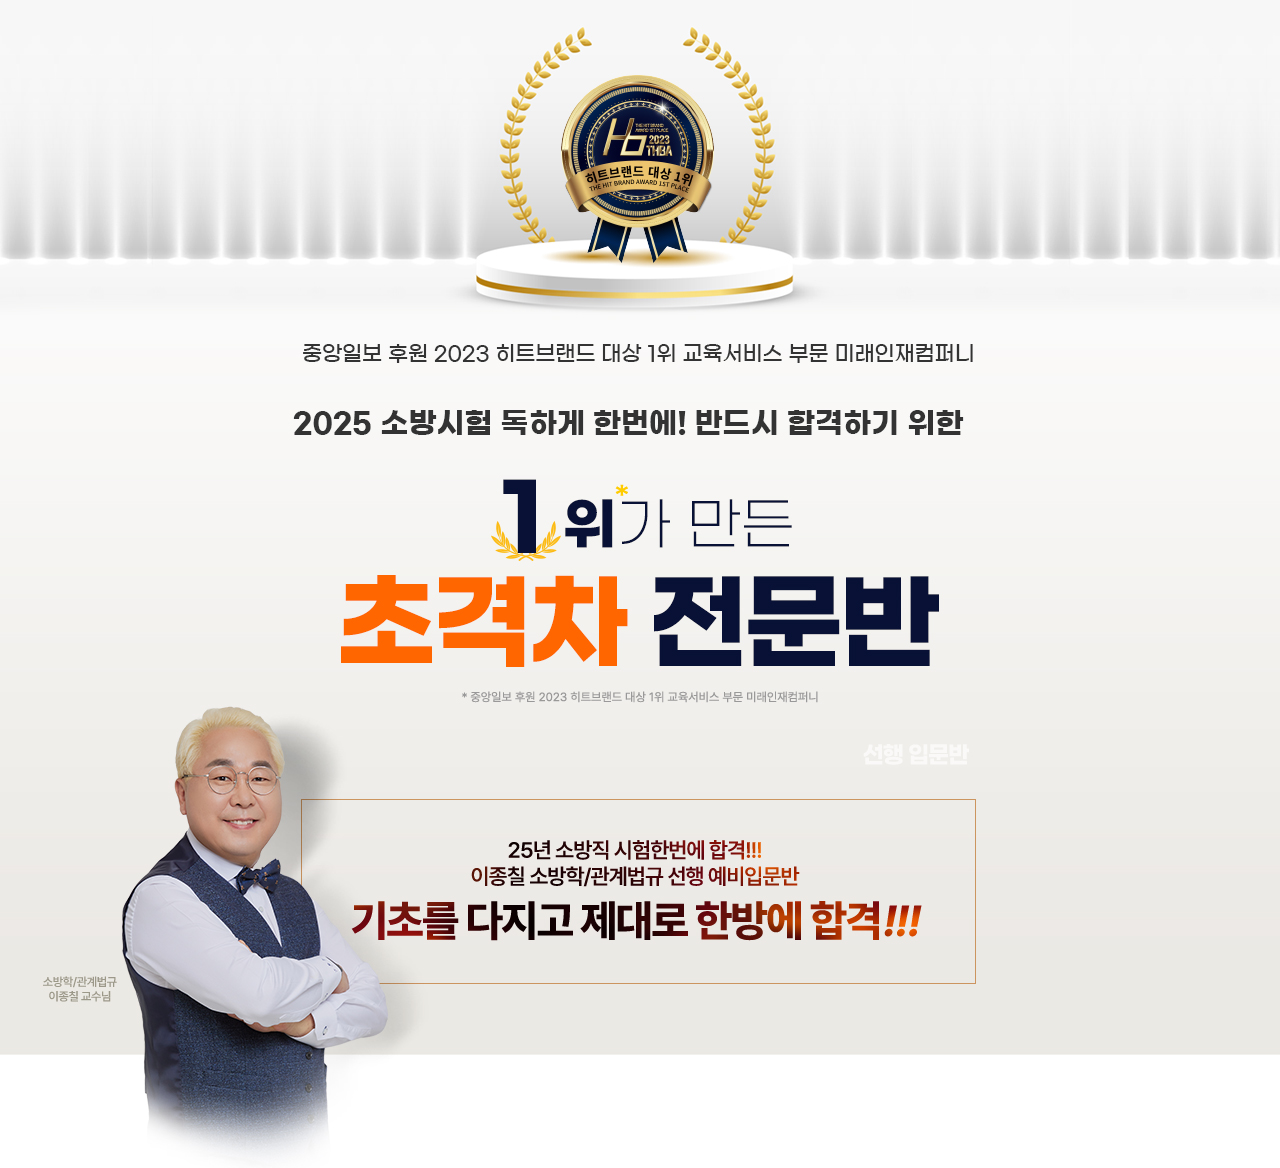 THE HIT BRAND
AWARD 1ST PLACE
2023
THBA
히트브랜드 대상 1위
THE HIT BRAND AWARD 1ST PLACE
중앙일보 후원 2023 히트브랜드 대상 1위 교육서비스 부문 미래인재컴퍼니
2025 소방시험 독하게 한번에! 반드시 합격하기 위한
1위*가 만든
초격차 전문반
* 중앙일보 후원 2023 히트브랜드 대상 1위 교육서비스 부문 미래인재컴퍼니
선행 입문반
25년 소방직 시험한번에 합격!!!
이종칠 소방학/관계법규 선행 예비입문반
기초를 다지고 제대로 한방에 합격!!!
소방학/관계법규
이종칠 교수님